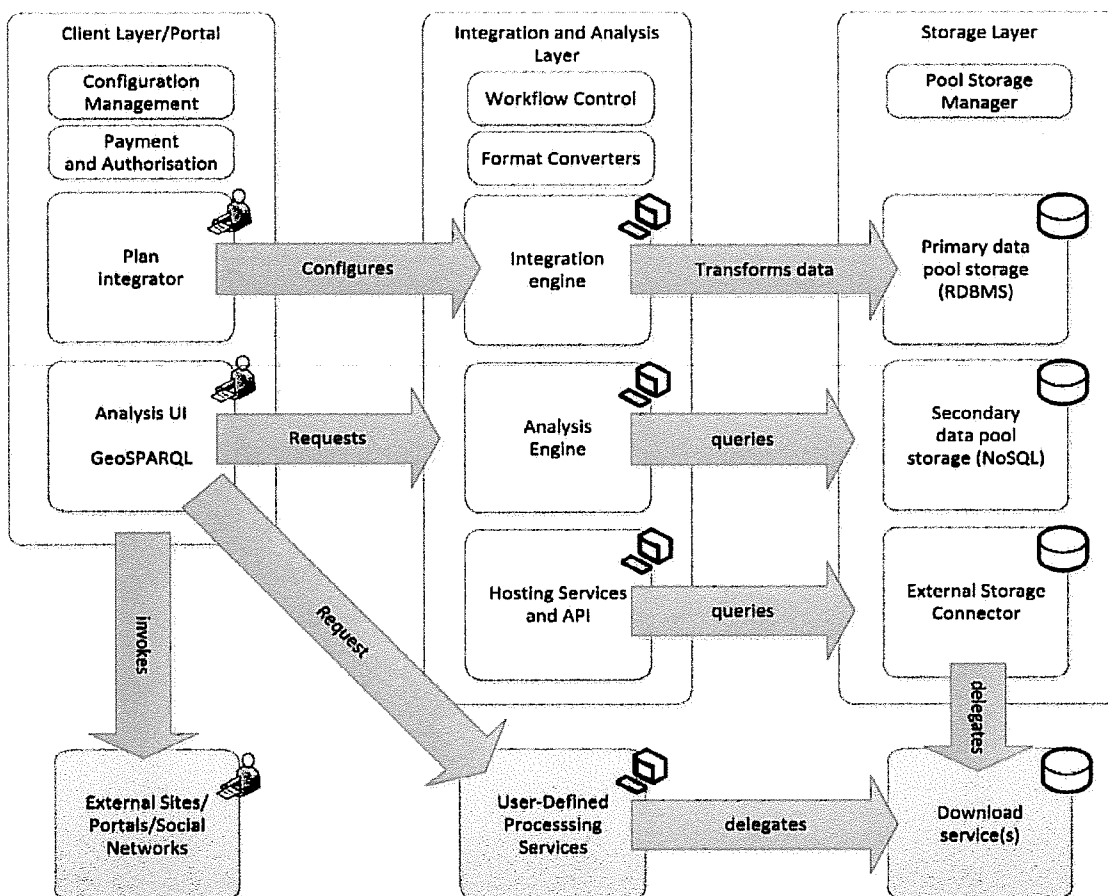 Client Layer/Portal
Configuration
Management
Payment
and Authorisation
Plan
integrator
Configures
Analysis UI
GeoSPARQL
Requests
invokes
Request
External Sites/
Portals/Social
Networks
Integration and Analysis
Layer
Workflow Control
Format Converters
Integration
engine
Transforms data
Analysis
Engine
queries
Hosting Services
and API
queries
User-Defined
Processsing
Services
delegates
Storage Layer
Pool Storage
Manager
Primary data
pool storage
(RDBMS)
Secondary
data pool
storage (NoSQL)
External Storage
Connector
delegates
Download
service(s)